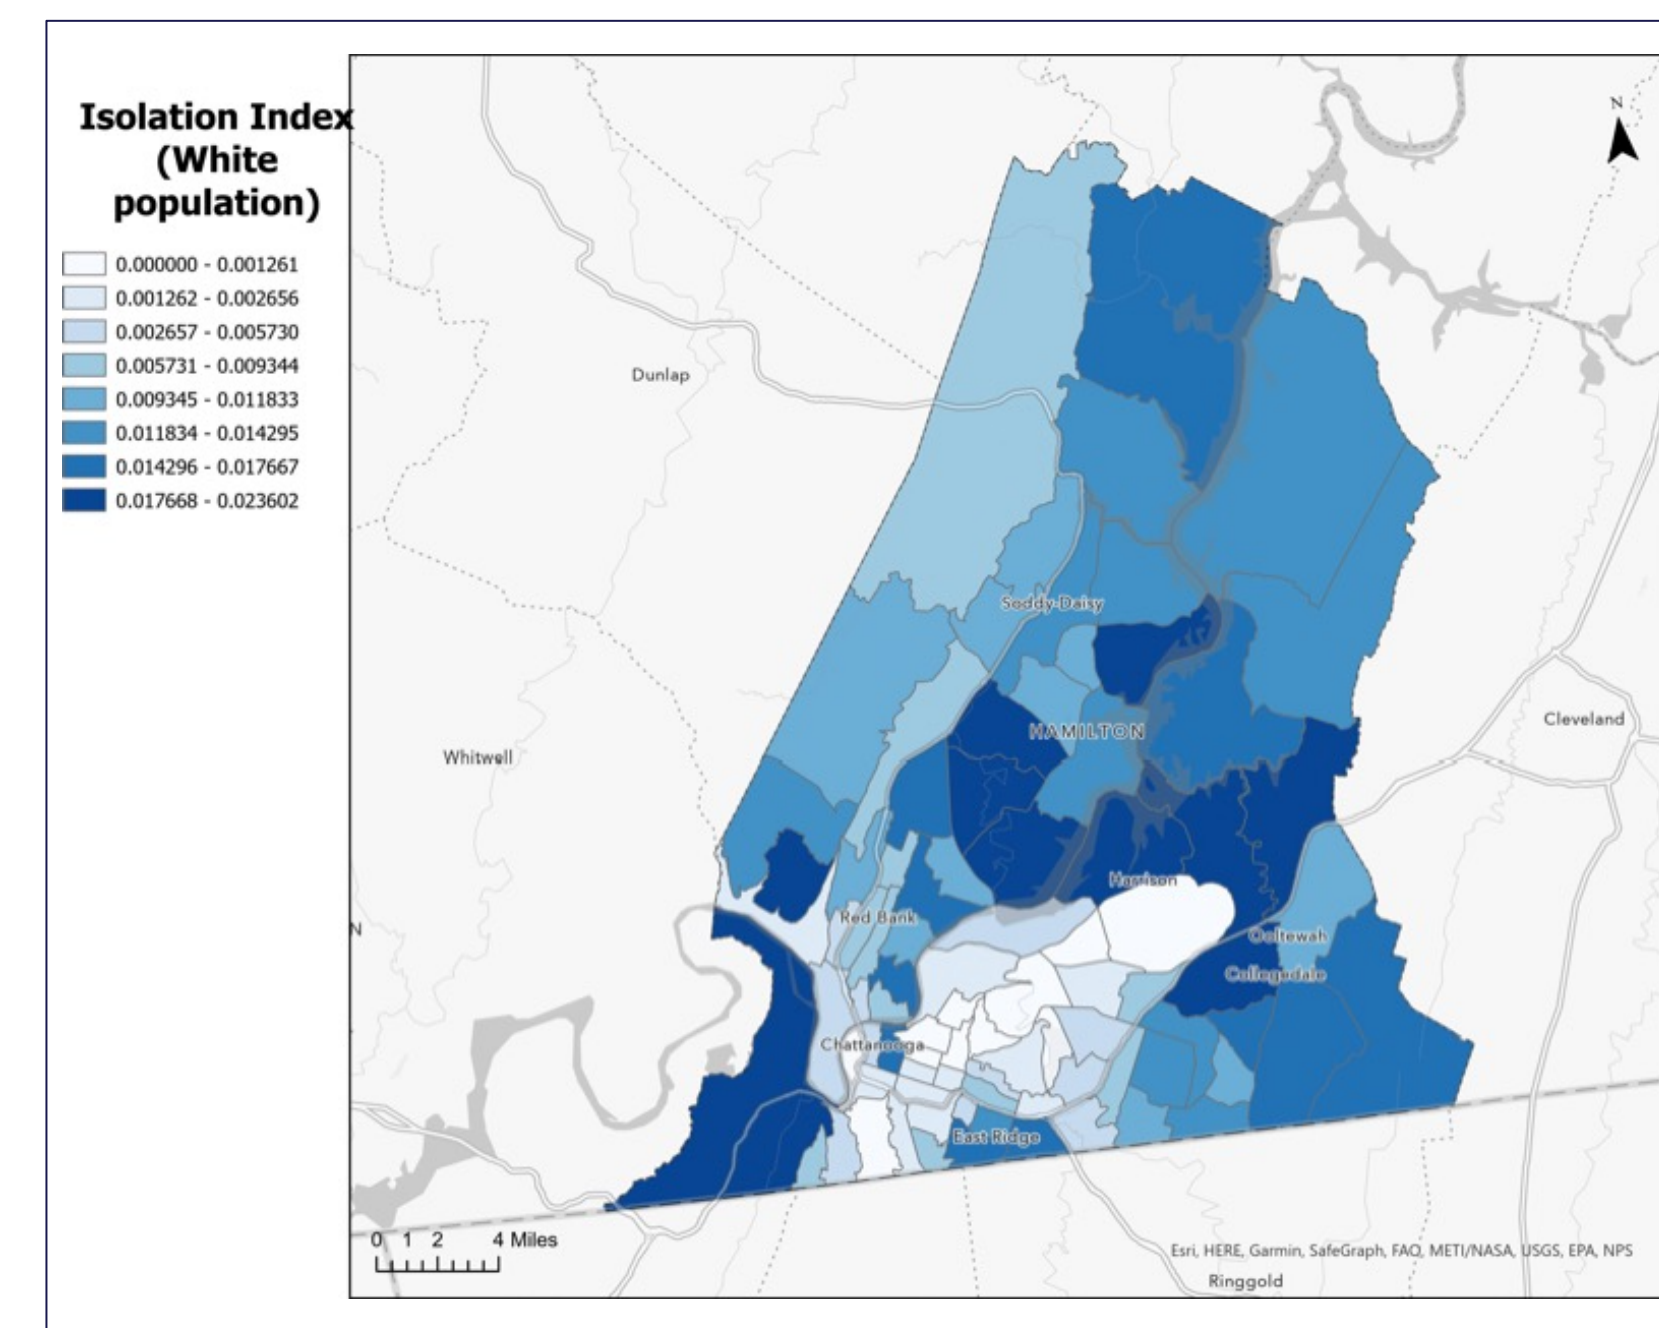 Isolation Index
(White
population)
0.000000 - 0.001261
0.001262 - 0.002656
0.002657 - 0.005730
0.005731 - 0.009344
0.009345 - 0.011833
0.011834 - 0.014295
0.014296 - 0.017667
0.017668 - 0.023602
N
Dunlap
Soddy-Daisy
Cleveland
HAMILTON
Whitwell
Harrison
Red Bank
N
Ooltewah
Collegedale
Chattanooga
East Ridge
0 1 2 4 Miles
Esri, HERE, Garmin, SafeGraph, FAO, METI/NASA, USGS, EPA, NPS
Ringgold